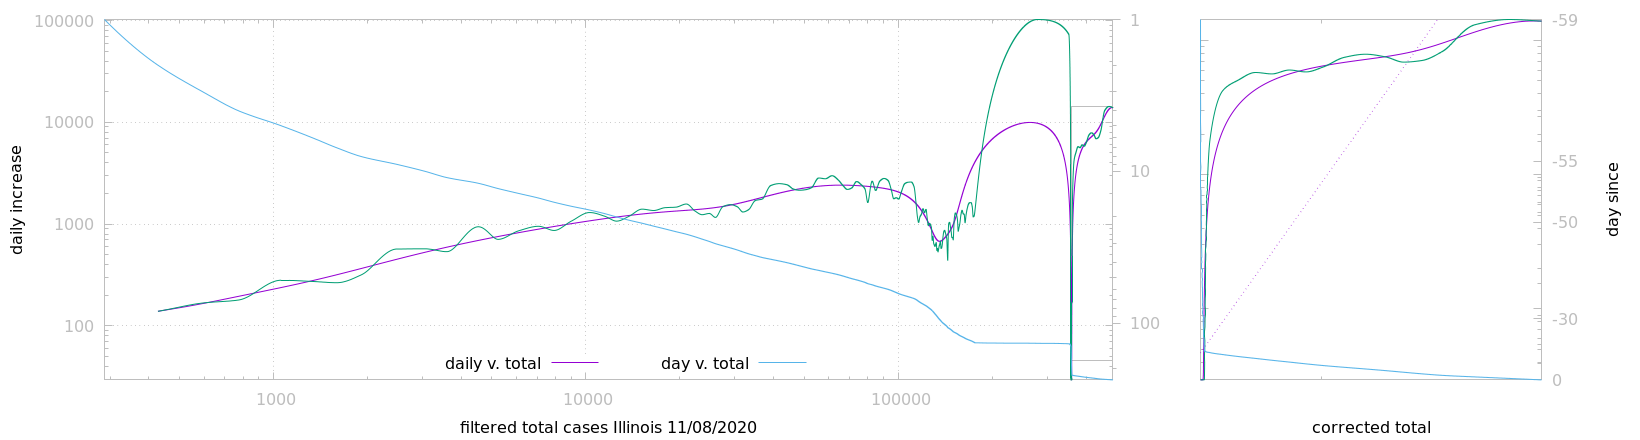 100000
10000
1000
100
daily increase
1
10
100
daily v. total
day v. total
1000
10000
100000
filtered total cases Illinois 11/08/2020
-59
-55
-50
-30
0
day since
corrected total